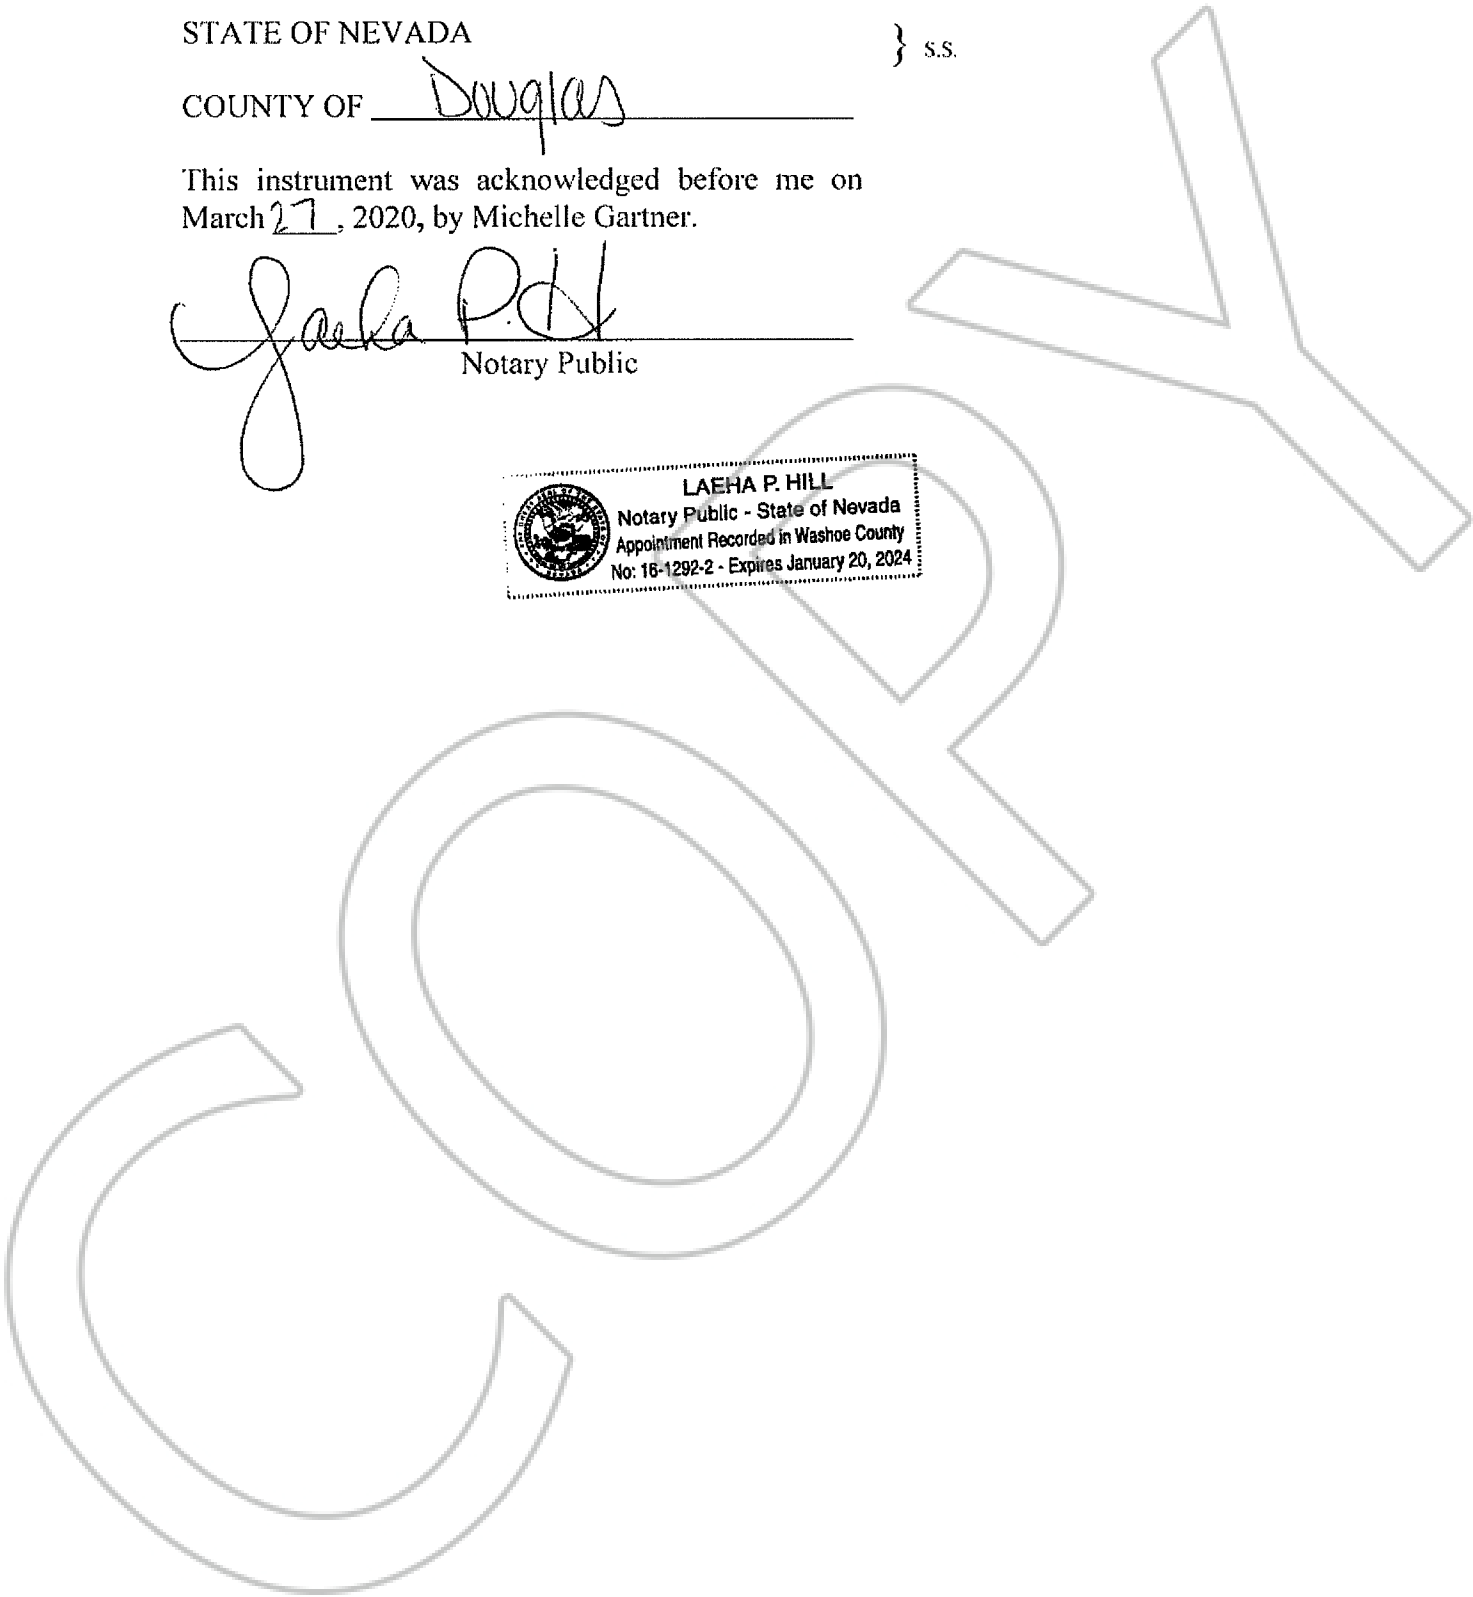 STATE OF NEVADA
} s.s.
COUNTY OF Douglas
This instrument was acknowledged before me on
March 27, 2020, by Michelle Gartner.
Laeha P. H
Notary Public
LAEHA P. HILL
Notary Public - State of Nevada
Appointment Recorded in Washoe County
No: 16-1292-2 - Expires January 20, 2024
COPY